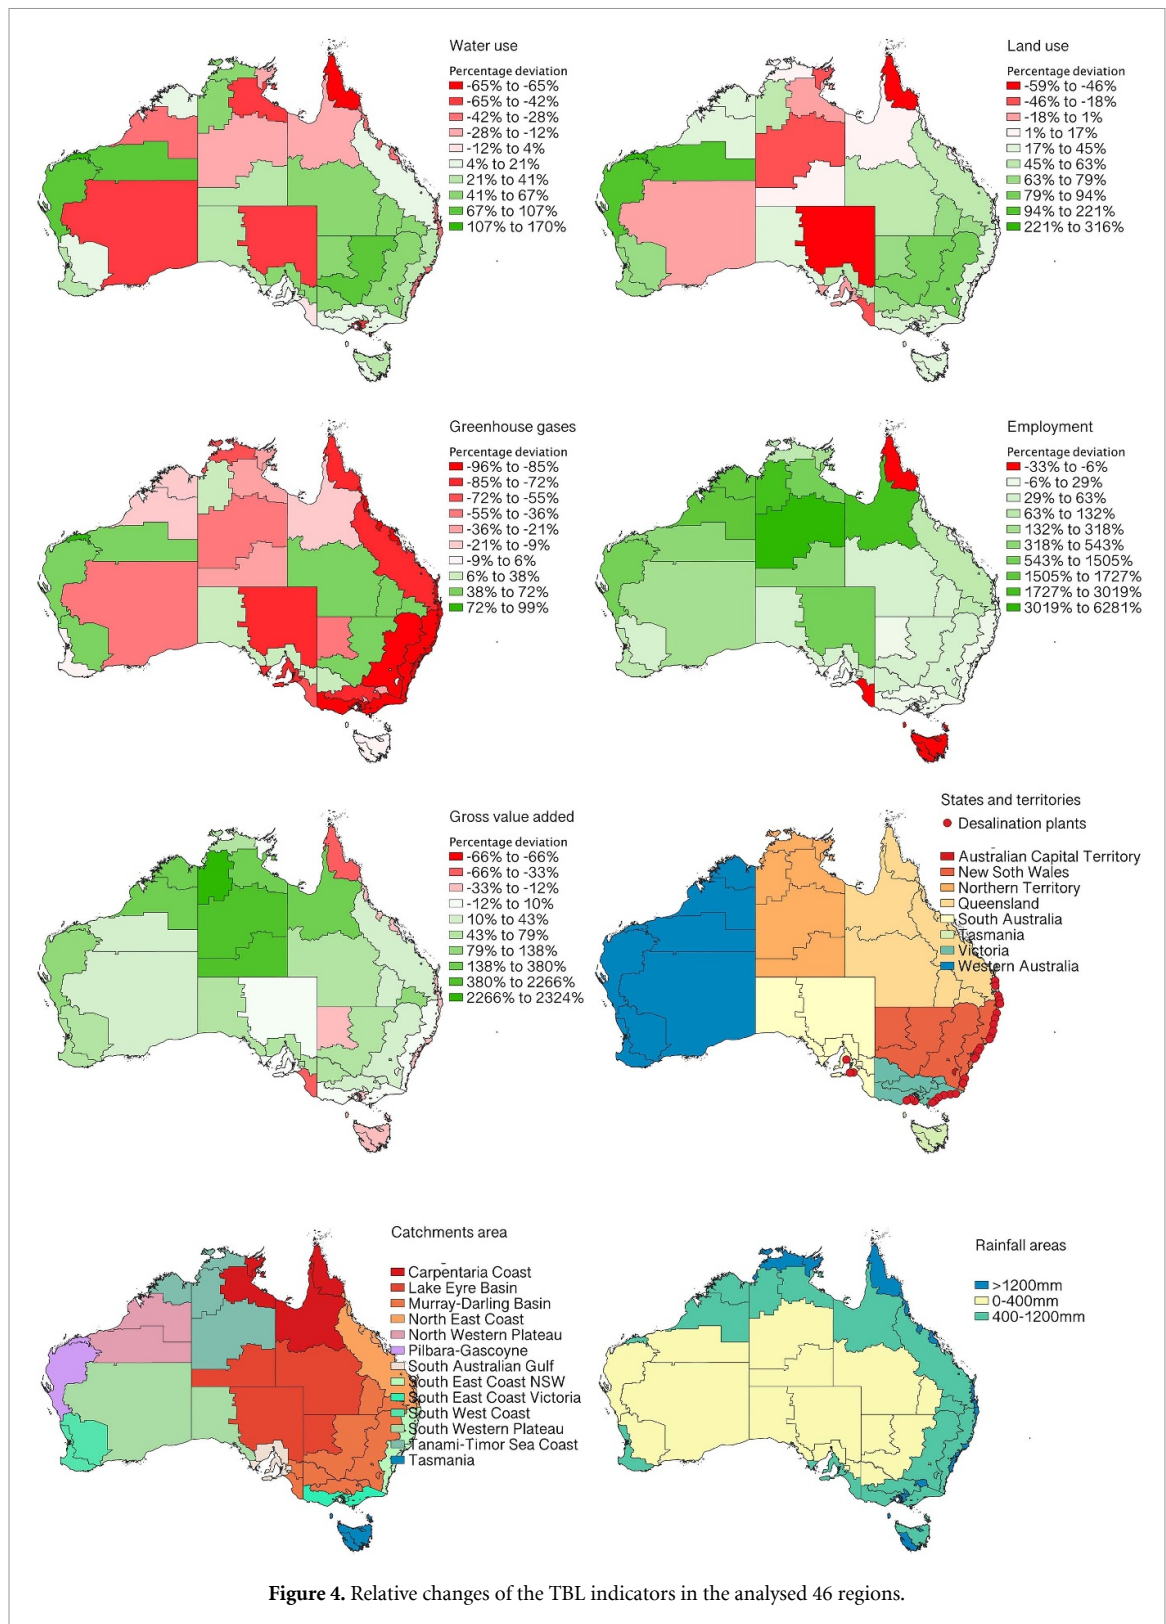 Water use
Percentage deviation
-65% to -65%
-65% to -42%
-42% to -28%
-28% to -12%
-12% to 4%
4% to 21%
21% to 41%
41% to 67%
67% to 107%
107% to 170%
Land use
Percentage deviation
-59% to -46%
-46% to -18%
-18% to 1%
1% to 17%
17% to 45%
45% to 63%
63% to 79%
79% to 94%
94% to 221%
221% to 316%
Greenhouse gases
Percentage deviation
-96% to -85%
-85% to -72%
-72% to -55%
-55% to -36%
-36% to -21%
-21% to -9%
-9% to 6%
6% to 38%
38% to 72%
72% to 99%
Employment
Percentage deviation
-33% to -6%
-6% to 29%
29% to 63%
63% to 132%
132% to 318%
318% to 543%
543% to 1505%
1505% to 1727%
1727% to 3019%
3019% to 6281%
Gross value added
Percentage deviation
-66% to -66%
-66% to -33%
-33% to -12%
-12% to 10%
10% to 43%
43% to 79%
79% to 138%
138% to 380%
380% to 2266%
2266% to 2324%
States and territories
Desalination plants
Australian Capital Territory
New Soth Wales
Northern Territory
Queensland
South Australia
Tasmania
Victoria
Western Australia
Catchments area
Carpentaria Coast
Lake Eyre Basin
Murray-Darling Basin
North East Coast
North Western Plateau
Pilbara-Gascoyne
South Australian Gulf
South East Coast NSW
South East Coast Victoria
South West Coast
South Western Plateau
Tanami-Timor Sea Coast
Tasmania
Rainfall areas
>1200mm
0-400mm
400-1200mm
Figure 4. Relative changes of the TBL indicators in the analysed 46 regions.